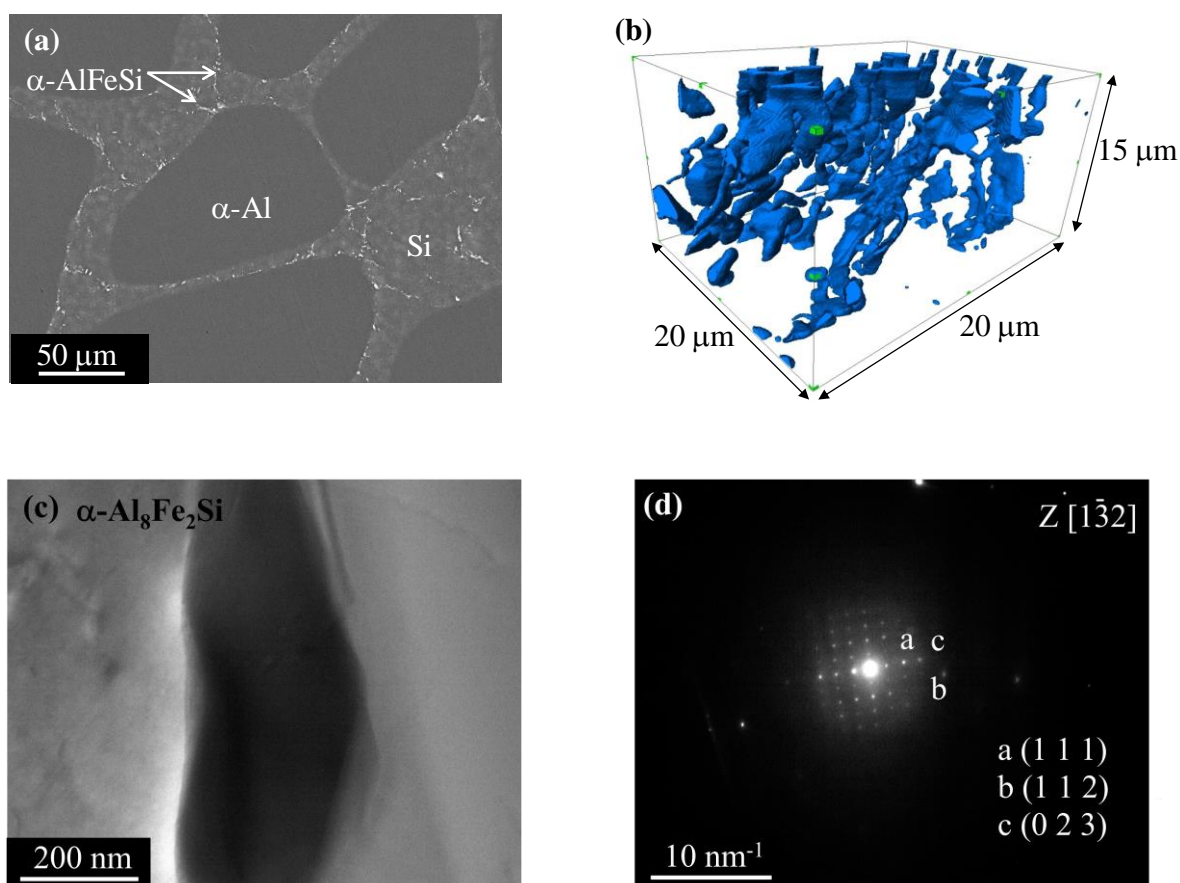 (a)
α-AlFeSi
α-Al
Si
50 μm
(b)
15 μm
20 μm
20 μm
(c) α-Al₈Fe₂Si
200 nm
(d)
Z [13̄2]
a
c
b
a (1 1 1)
b (1 1 2)
c (0 2 3)
10 nm⁻¹